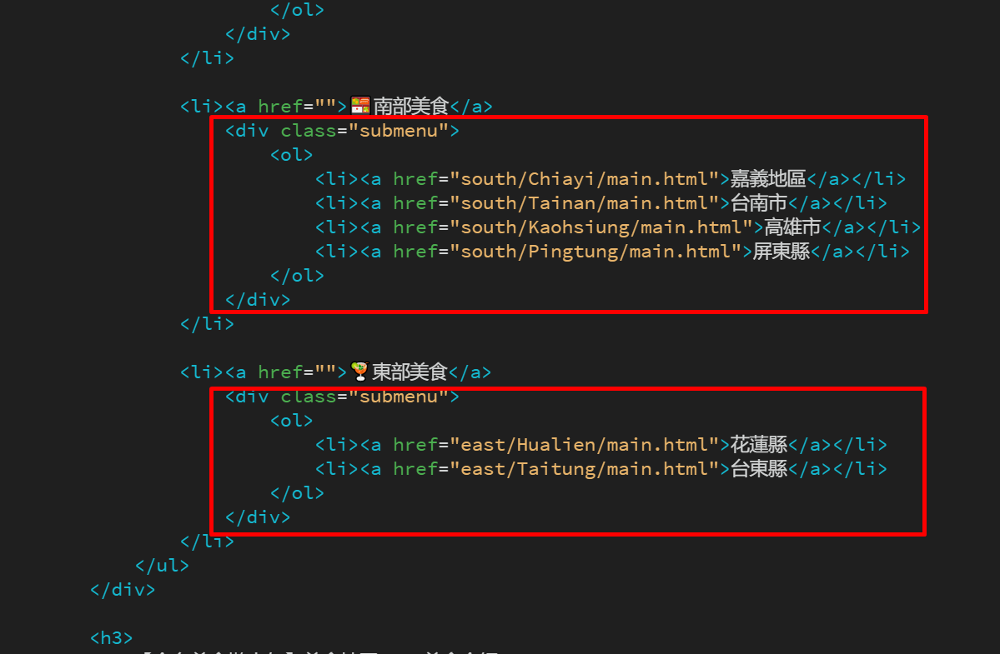 </ol>
</div>
</li>
<li><a href="">🍱南部美食</a>
<div class="submenu">
<ol>
<li><a href="south/Chiayi/main.html">嘉義地區</a></li>
<li><a href="south/Tainan/main.html">台南市</a></li>
<li><a href="south/Kaohsiung/main.html">高雄市</a></li>
<li><a href="south/Pingtung/main.html">屏東縣</a></li>
</ol>
</div>
</li>
<li><a href="">🍹東部美食</a>
<div class="submenu">
<ol>
<li><a href="east/Hualien/main.html">花蓮縣</a></li>
<li><a href="east/Taitung/main.html">台東縣</a></li>
</ol>
</div>
</li>
</ul>
</div>
<h3>